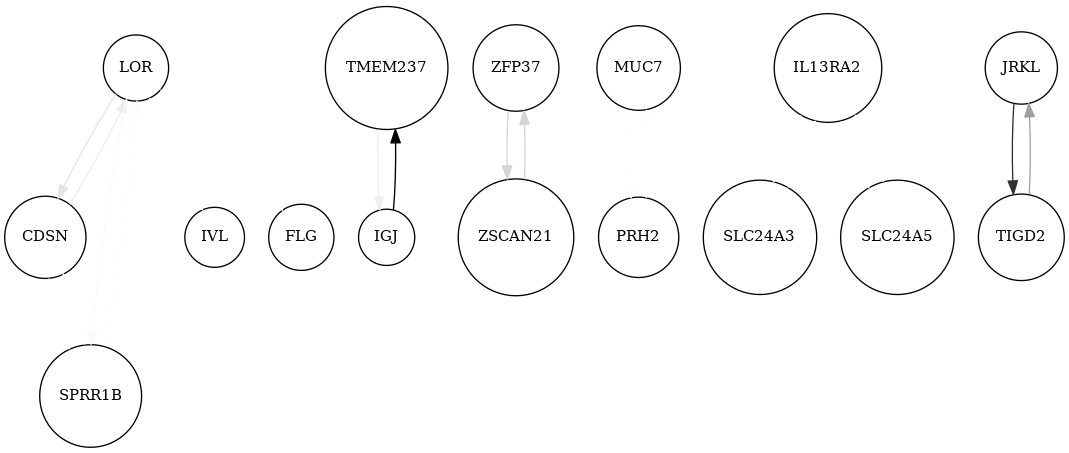 LOR
TMEM237
ZFP37
MUC7
IL13RA2
JRKL
CDSN
IVL
FLG
IGJ
ZSCAN21
PRH2
SLC24A3
SLC24A5
TIGD2
SPRR1B